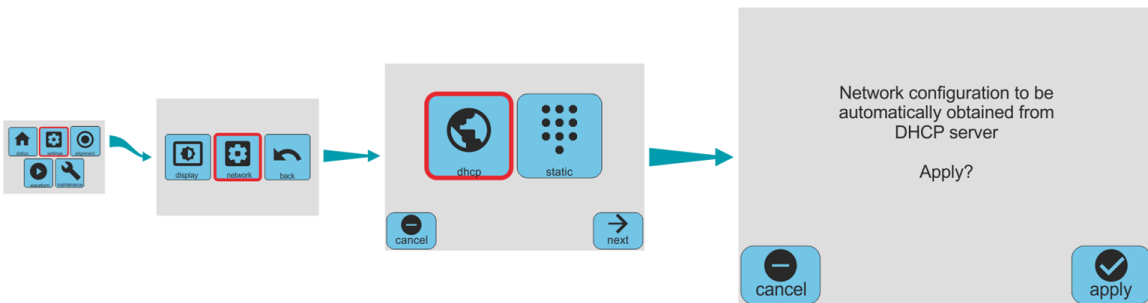 status
settings
alignment
waveform
maintenance
display
network
back
dhcp
static
cancel
next
Network configuration to be
automatically obtained from
DHCP server
Apply?
cancel
apply